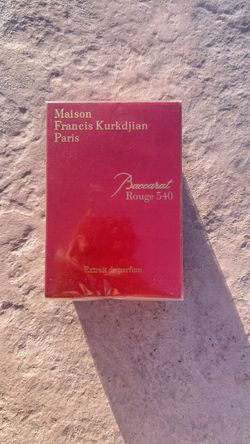 Maison
Francis Kurkdjian
Paris
Baccarat
Rouge 540
Extrait de parfum